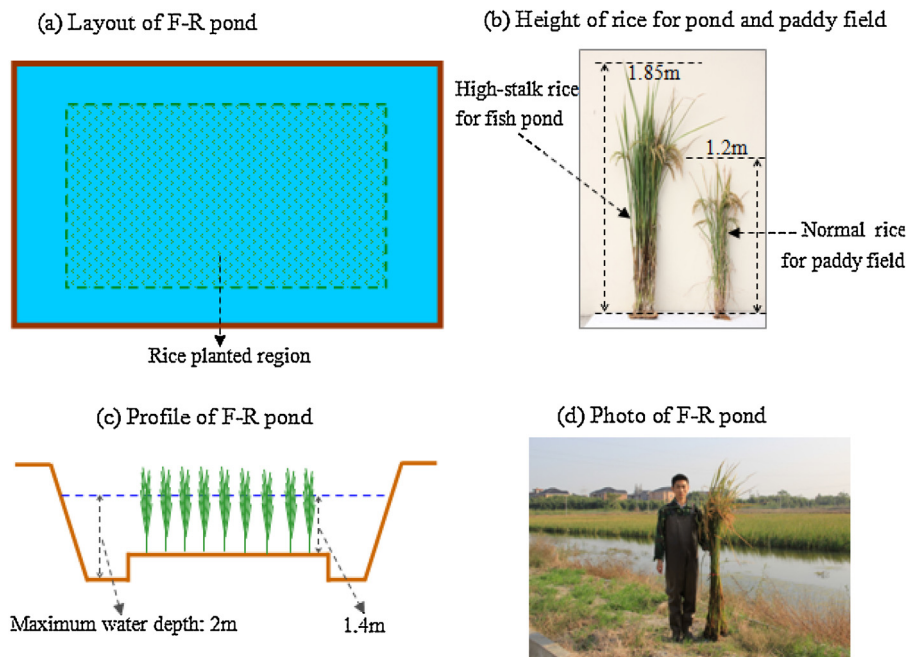 (a) Layout of F-R pond
Rice planted region
(b) Height of rice for pond and paddy field
1.85m
High-stalk rice
for fish pond
1.2m
Normal rice
for paddy field
(c) Profile of F-R pond
Maximum water depth: 2m
1.4m
(d) Photo of F-R pond